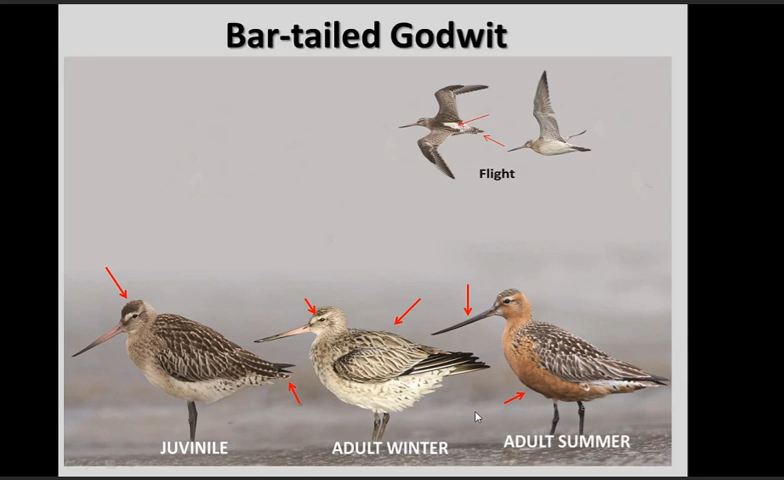 Bar-tailed Godwit
Flight
JUVINILE
ADULT WINTER
ADULT SUMMER